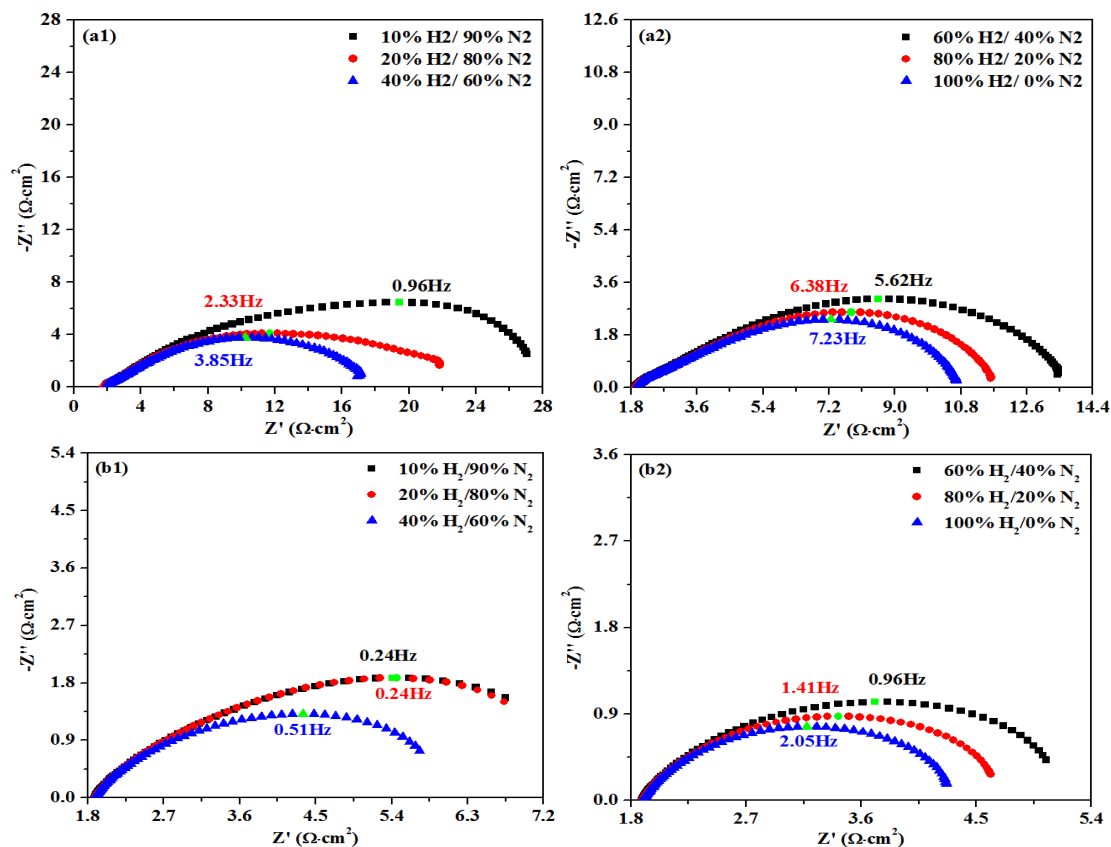 (a1)
10% H2/ 90% N2
20% H2/ 80% N2
40% H2/ 60% N2
28
24
20
16
12
8
4
0
-Z'' (Ω·cm²)
2.33Hz
0.96Hz
3.85Hz
0 4 8 12 16 20 24 28
Z' (Ω·cm²)
(a2)
60% H2/ 40% N2
80% H2/ 20% N2
100% H2/ 0% N2
12.6
10.8
9.0
7.2
5.4
3.6
1.8
0.0
-Z'' (Ω·cm²)
6.38Hz
5.62Hz
7.23Hz
1.8 3.6 5.4 7.2 9.0 10.8 12.6 14.4
Z' (Ω·cm²)
(b1)
10% H₂/90% N₂
20% H₂/80% N₂
40% H₂/60% N₂
5.4
4.5
3.6
2.7
1.8
0.9
0.0
-Z'' (Ω·cm²)
0.24Hz
0.24Hz
0.51Hz
1.8 2.7 3.6 4.5 5.4 6.3 7.2
Z' (Ω·cm²)
(b2)
60% H₂/40% N₂
80% H₂/20% N₂
100% H₂/0% N₂
3.6
2.7
1.8
0.9
0.0
-Z'' (Ω·cm²)
1.41Hz
0.96Hz
2.05Hz
1.8 2.7 3.6 4.5 5.4
Z' (Ω·cm²)